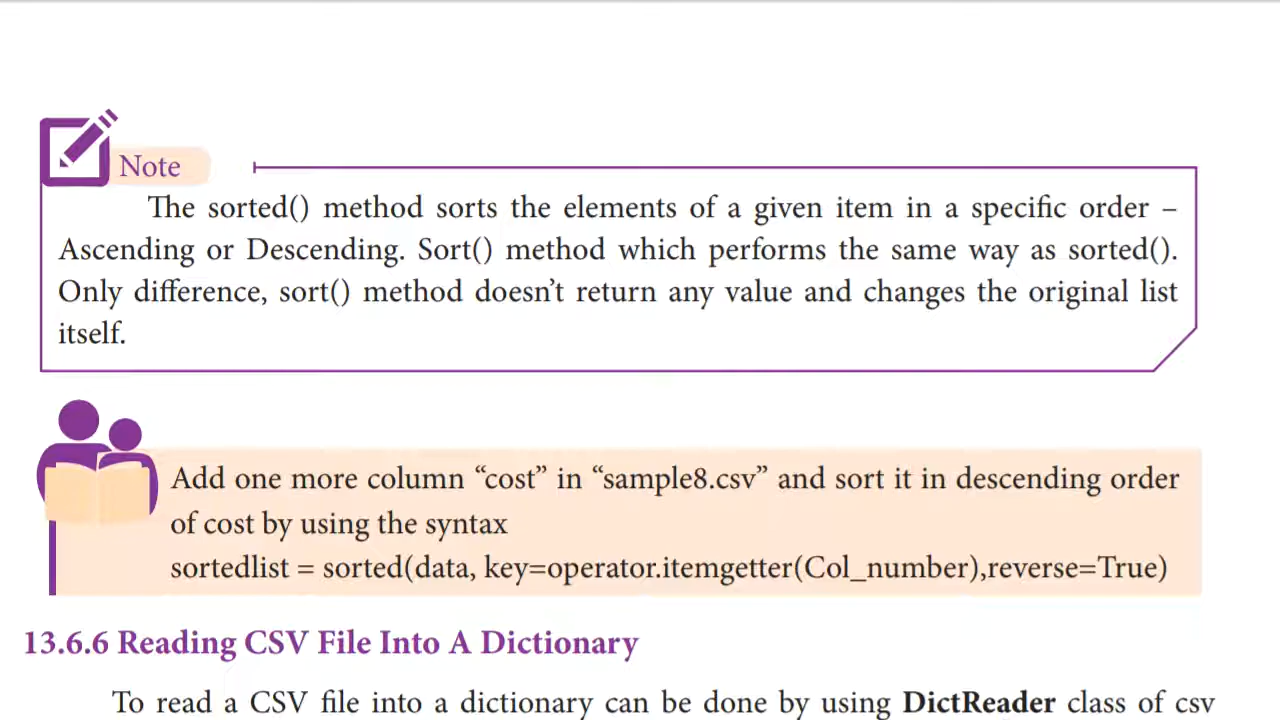 Note
The sorted() method sorts the elements of a given item in a specific order –
Ascending or Descending. Sort() method which performs the same way as sorted().
Only difference, sort() method doesn’t return any value and changes the original list
itself.
Add one more column “cost” in “sample8.csv” and sort it in descending order
of cost by using the syntax
sortedlist = sorted(data, key=operator.itemgetter(Col_number),reverse=True)
13.6.6 Reading CSV File Into A Dictionary
To read a CSV file into a dictionary can be done by using DictReader class of csv